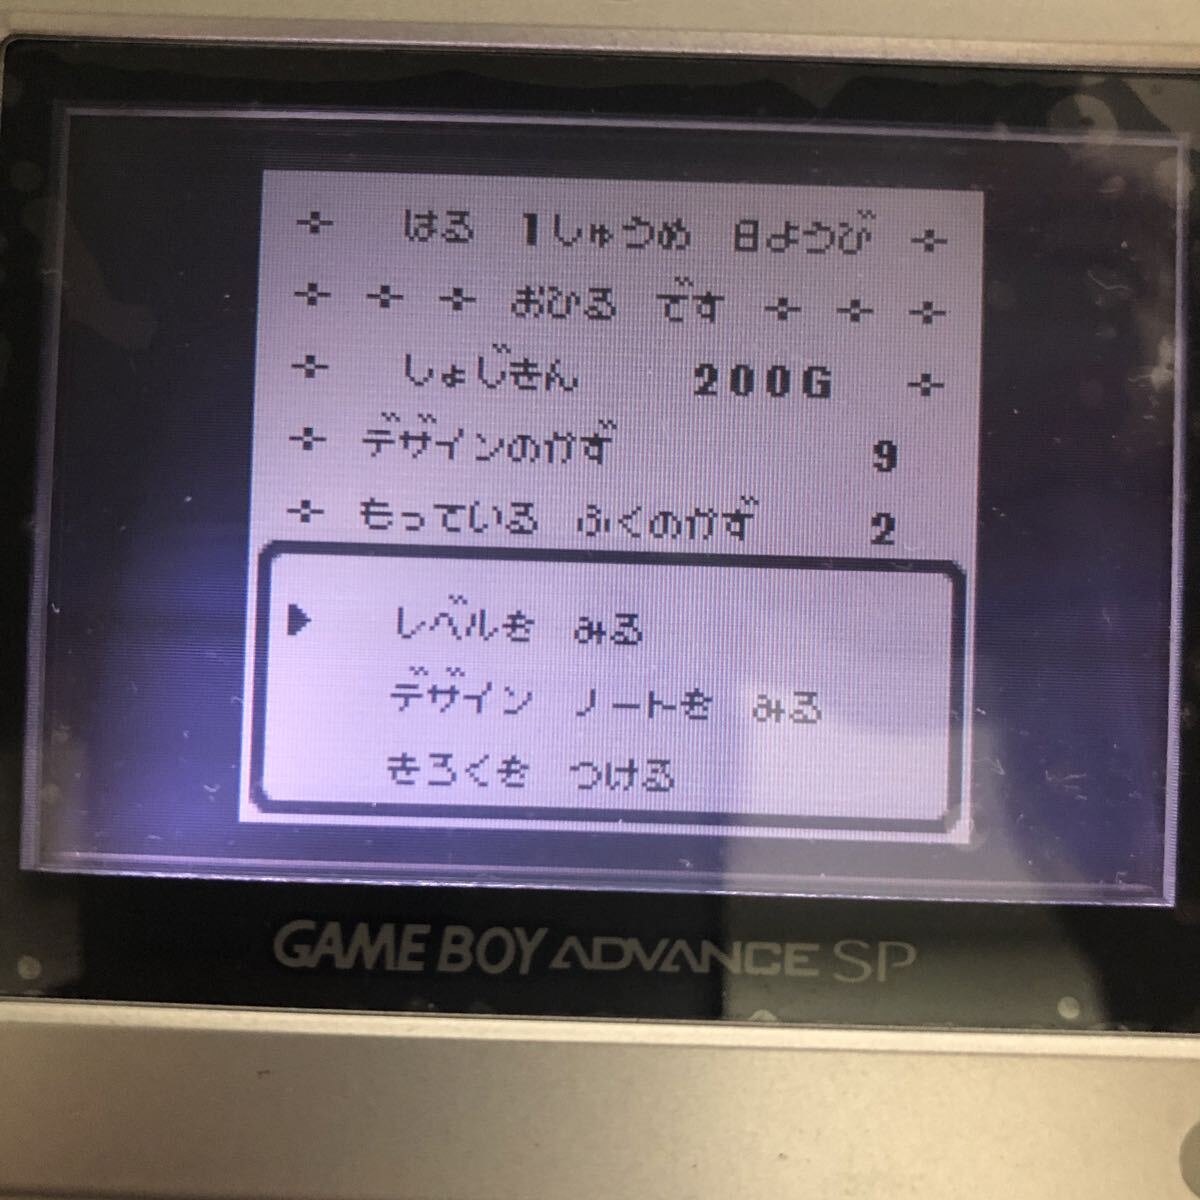 はる 1しゅうめ 日ようび
おひる です
しょじきん 200G
デザインのかず 9
もっている ふくのかず 2
▶ レベルを みる
デザイン ノートを みる
きろくを つける
GAME BOY ADVANCE SP